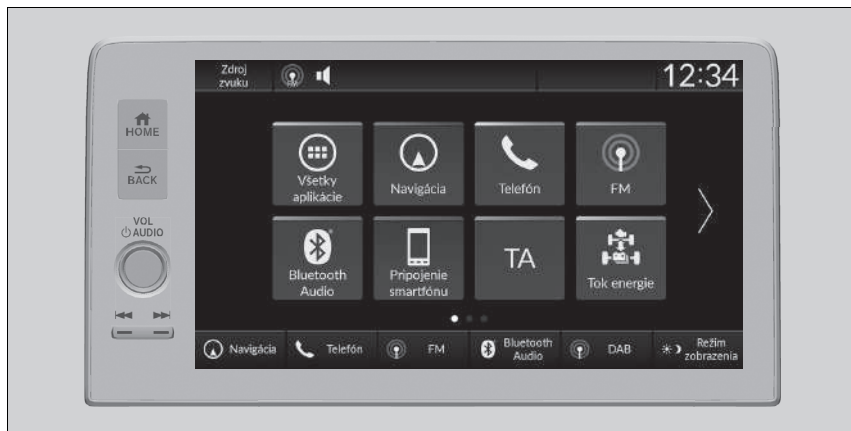 Zdroj
zvuku
FM
12:34
HOME
BACK
VOL
AUDIO
Všetky
aplikácie
Navigácia
Telefón
FM
Bluetooth
Audio
Pripojenie
smartfónu
TA
Tok energie
Navigácia
Telefón
FM
Bluetooth
Audio
DAB
Režim
zobrazenia